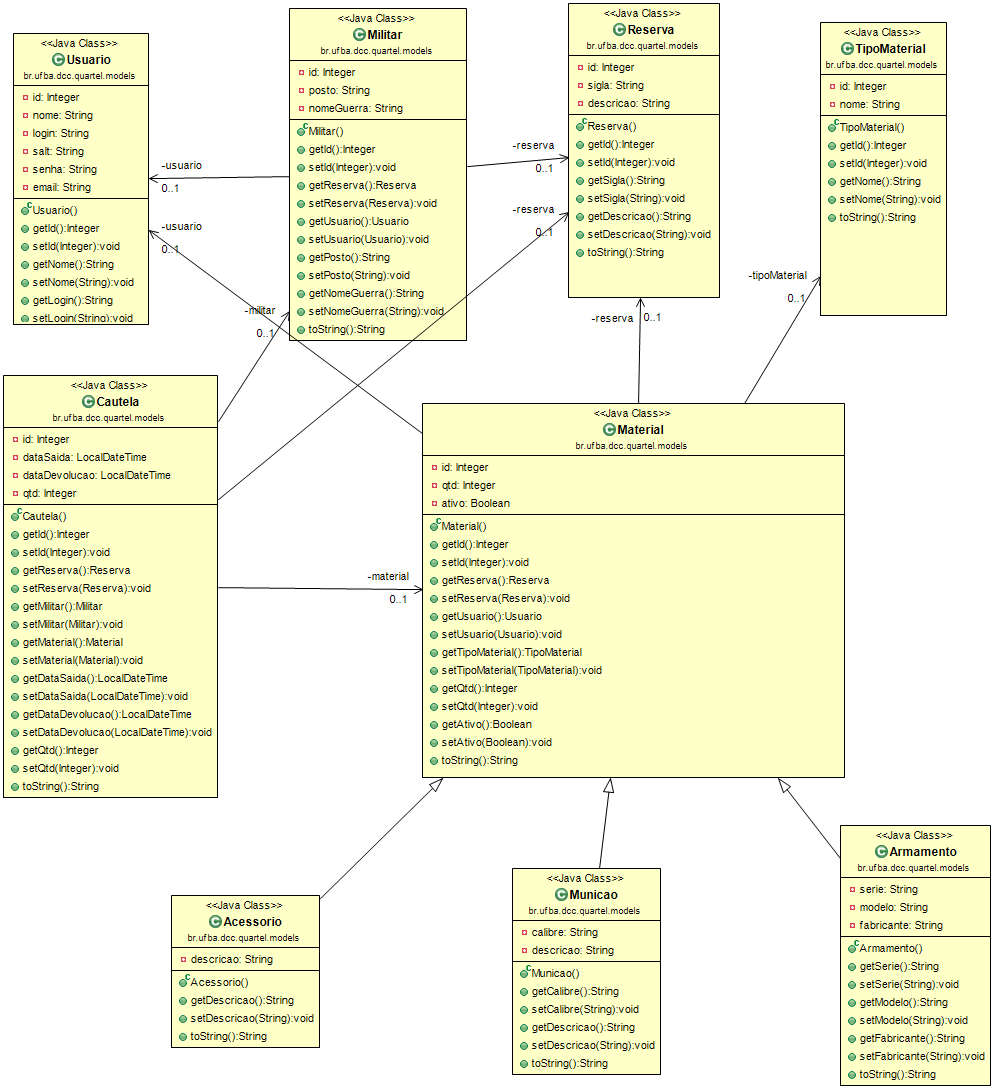 <<Java Class>>
Usuario
br.ufba.dcc.quartel.models
id: Integer
nome: String
login: String
salt: String
senha: String
email: String
Usuario()
getId():Integer
setId(Integer):void
getNome():String
setNome(String):void
getLogin():String
setLogin(String):void
<<Java Class>>
Militar
br.ufba.dcc.quartel.models
id: Integer
posto: String
nomeGuerra: String
Militar()
getId():Integer
setId(Integer):void
getReserva():Reserva
setReserva(Reserva):void
getUsuario():Usuario
setUsuario(Usuario):void
getPosto():String
setPosto(String):void
getNomeGuerra():String
setNomeGuerra(String):void
toString():String
<<Java Class>>
Reserva
br.ufba.dcc.quartel.models
id: Integer
sigla: String
descricao: String
Reserva()
getId():Integer
setId(Integer):void
getSigla():String
setSigla(String):void
getDescricao():String
setDescricao(String):void
toString():String
<<Java Class>>
TipoMaterial
br.ufba.dcc.quartel.models
id: Integer
nome: String
TipoMaterial()
getId():Integer
setId(Integer):void
getNome():String
setNome(String):void
toString():String
-usuario
0..1
-usuario
0..1
-reserva
0..1
-reserva
0..1
-militar
0..1
-reserva
0..1
-tipoMaterial
0..1
<<Java Class>>
Cautela
br.ufba.dcc.quartel.models
id: Integer
dataSaida: LocalDateTime
dataDevolucao: LocalDateTime
qtd: Integer
Cautela()
getId():Integer
setId(Integer):void
getReserva():Reserva
setReserva(Reserva):void
getMilitar():Militar
setMilitar(Militar):void
getMaterial():Material
setMaterial(Material):void
getDataSaida():LocalDateTime
setDataSaida(LocalDateTime):void
getDataDevolucao():LocalDateTime
setDataDevolucao(LocalDateTime):void
getQtd():Integer
setQtd(Integer):void
toString():String
-material
0..1
<<Java Class>>
Material
br.ufba.dcc.quartel.models
id: Integer
qtd: Integer
ativo: Boolean
Material()
getId():Integer
setId(Integer):void
getReserva():Reserva
setReserva(Reserva):void
getUsuario():Usuario
setUsuario(Usuario):void
getTipoMaterial():TipoMaterial
setTipoMaterial(TipoMaterial):void
getQtd():Integer
setQtd(Integer):void
getAtivo():Boolean
setAtivo(Boolean):void
toString():String
<<Java Class>>
Acessorio
br.ufba.dcc.quartel.models
descricao: String
Acessorio()
getDescricao():String
setDescricao(String):void
toString():String
<<Java Class>>
Municao
br.ufba.dcc.quartel.models
calibre: String
descricao: String
Municao()
getCalibre():String
setCalibre(String):void
getDescricao():String
setDescricao(String):void
toString():String
<<Java Class>>
Armamento
br.ufba.dcc.quartel.models
serie: String
modelo: String
fabricante: String
Armamento()
getSerie():String
setSerie(String):void
getModelo():String
setModelo(String):void
getFabricante():String
setFabricante(String):void
toString():String